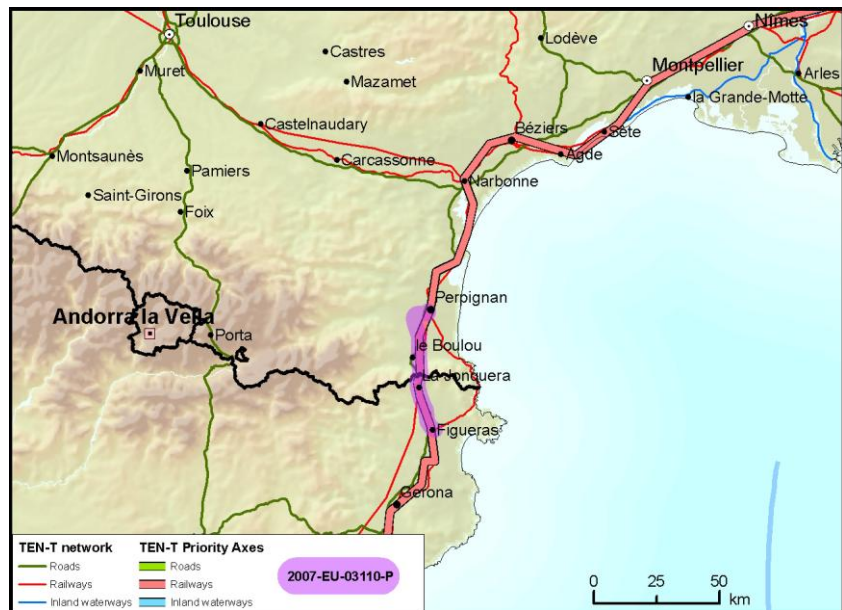 Toulouse
Nîmes
Castres
Lodève
Muret
Mazamet
Montpellier
Arles
la Grande-Motte
Castelnaudary
Béziers
Sète
Montsaunès
Carcassonne
Agde
Pamiers
Narbonne
Saint-Girons
Foix
Perpignan
Andorra la Vella
Porta
le Boulou
La Jonquera
Figueras
Gerona
TEN-T network
Roads
Railways
Inland waterways
TEN-T Priority Axes
Roads
Railways
Inland waterways
2007-EU-03110-P
0 25 50
km